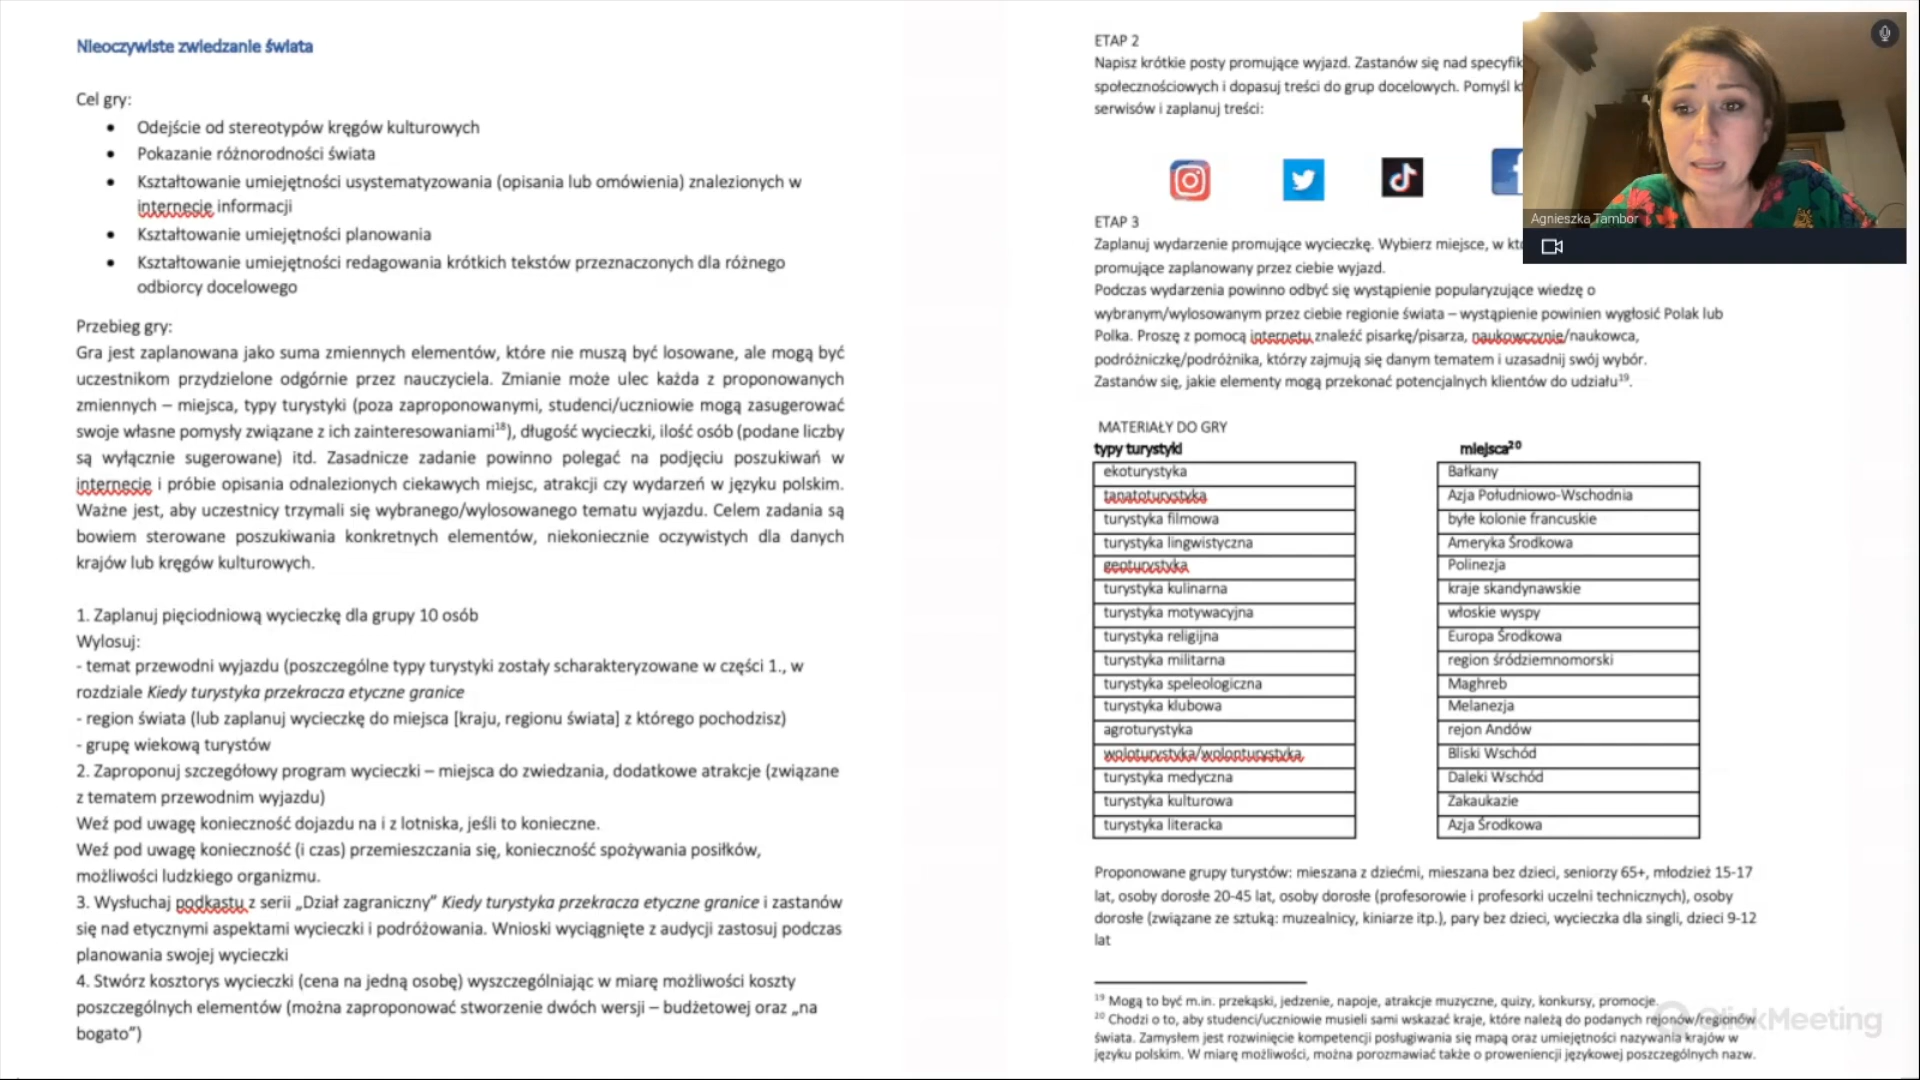 Nieoczywiste zwiedzanie świata
Cel gry:
• Odejście od stereotypów kręgów kulturowych
• Pokazanie różnorodności świata
• Kształtowanie umiejętności usystematyzowania (opisania lub omówienia) znalezionych w
internecie informacji
• Kształtowanie umiejętności planowania
• Kształtowanie umiejętności redagowania krótkich tekstów przeznaczonych dla różnego
odbiorcy docelowego
Przebieg gry:
Gra jest zaplanowana jako suma zmiennych elementów, które nie muszą być losowane, ale mogą być
uczestnikom przydzielone odgórnie przez nauczyciela. Zmianie może ulec każda z proponowanych
zmiennych – miejsca, typy turystyki (poza zaproponowanymi, studenci/uczniowie mogą zasugerować
swoje własne pomysły związane z ich zainteresowaniami18), długość wycieczki, ilość osób (podane liczby
są wyłącznie sugerowane) itd. Zasadnicze zadanie powinno polegać na podjęciu poszukiwań w
internecie i próbie opisania odnalezionych ciekawych miejsc, atrakcji czy wydarzeń w języku polskim.
Ważne jest, aby uczestnicy trzymali się wybranego/wylosowanego tematu wyjazdu. Celem zadania są
bowiem sterowane poszukiwania konkretnych elementów, niekoniecznie oczywistych dla danych
krajów lub kręgów kulturowych.
1. Zaplanuj pięciodniową wycieczkę dla grupy 10 osób
Wylosuj:
- temat przewodni wyjazdu (poszczególne typy turystyki zostały scharakteryzowane w części 1., w
rozdziale Kiedy turystyka przekracza etyczne granice
- region świata (lub zaplanuj wycieczkę do miejsca [kraju, regionu świata] z którego pochodzisz)
- grupę wiekową turystów
2. Zaproponuj szczegółowy program wycieczki – miejsca do zwiedzania, dodatkowe atrakcje (związane
z tematem przewodnim wyjazdu)
Weź pod uwagę konieczność dojazdu na i z lotniska, jeśli to konieczne.
Weź pod uwagę konieczność (i czas) przemieszczania się, konieczność spożywania posiłków,
możliwości ludzkiego organizmu.
3. Wysłuchaj podkastu z serii „Dział zagraniczny” Kiedy turystyka przekracza etyczne granice i zastanów
się nad etycznymi aspektami wycieczki i podróżowania. Wnioski wyciągnięte z audycji zastosuj podczas
planowania swojej wycieczki
4. Stwórz kosztorys wycieczki (cena na jedną osobę) wyszczególniając w miarę możliwości koszty
poszczególnych elementów (można zaproponować stworzenie dwóch wersji – budżetowej oraz „na
bogato”)
ETAP 2
Napisz krótkie posty promujące wyjazd. Zastanów się nad specyfik
społecznościowych i dopasuj treści do grup docelowych. Pomyśl
serwisów i zaplanuj treści:
ETAP 3
Zaplanuj wydarzenie promujące wycieczkę. Wybierz miejsce, w
promujące zaplanowany przez ciebie wyjazd.
Podczas wydarzenia powinno odbyć się wystąpienie popularyzujące wiedzę o
wybranym/wylosowanym przez ciebie regionie świata – wystąpienie powinien wygłosić Polak lub
Polka. Proszę z pomocą internetu znaleźć pisarkę/pisarza, naukowczynię/naukowca,
podróżniczkę/podróżnika, którzy zajmują się danym tematem i uzasadnij swój wybór.
Zastanów się, jakie elementy mogą przekonać potencjalnych klientów do udziału19.
MATERIAŁY DO GRY
typy turystyki miejsca20
ekoturystyka Bałkany
tanatoturystyka Azja Południowo-Wschodnia
turystyka filmowa byłe kolonie francuskie
turystyka lingwistyczna Ameryka Środkowa
geoturystyka Polinezja
turystyka kulinarna kraje skandynawskie
turystyka motywacyjna włoskie wyspy
turystyka religijna Europa Środkowa
turystyka militarna region śródziemnomorski
turystyka speleologiczna Maghreb
turystyka klubowa Melanezja
agroturystyka rejon Andów
woloturystyka/wolonturystyka Bliski Wschód
turystyka medyczna Daleki Wschód
turystyka kulturowa Zakaukazie
turystyka literacka Azja Środkowa
Proponowane grupy turystów: mieszana z dziećmi, mieszana bez dzieci, seniorzy 65+, młodzież 15-17
lat, osoby dorosłe 20-45 lat, osoby dorosłe (profesorowie i profesorki uczelni technicznych), osoby
dorosłe (związane ze sztuką: muzealnicy, kiniarze itp.), pary bez dzieci, wycieczka dla singli, dzieci 9-12
lat
19 Mogą to być m.in. przekąski, jedzenie, napoje, atrakcje muzyczne, quizy, konkursy, promocje.
20 Chodzi o to, aby studenci/uczniowie musieli sami wskazać kraje, które należą do podanych rejonów/regionów
świata. Zamysłem jest rozwinięcie kompetencji posługiwania się mapą oraz umiejętności nazywania krajów w
języku polskim. W miarę możliwości, można porozmawiać także o proweniencji językowej poszczególnych nazw.
Agnieszka Tambor
ClickMeeting